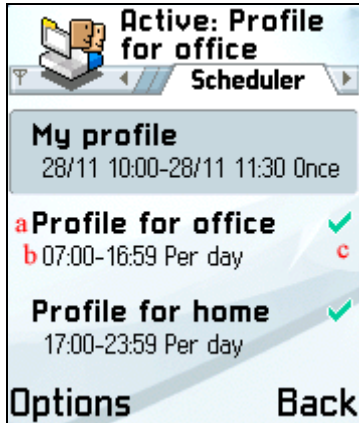 Active: Profile
for office
Scheduler
My profile
28/11 10:00-28/11 11:30 Once
a Profile for office
b 07:00-16:59 Per day c
Profile for home
17:00-23:59 Per day
Options Back